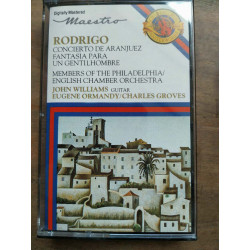 Digitally Mastered
Maestro
RODRIGO
CONCIERTO DE ARANJUEZ
FANTASIA PARA
UN GENTILHOMBRE
MEMBERS OF THE PHILADELPHIA/
ENGLISH CHAMBER ORCHESTRA
JOHN WILLIAMS GUITAR
EUGENE ORMANDY/CHARLES GROVES